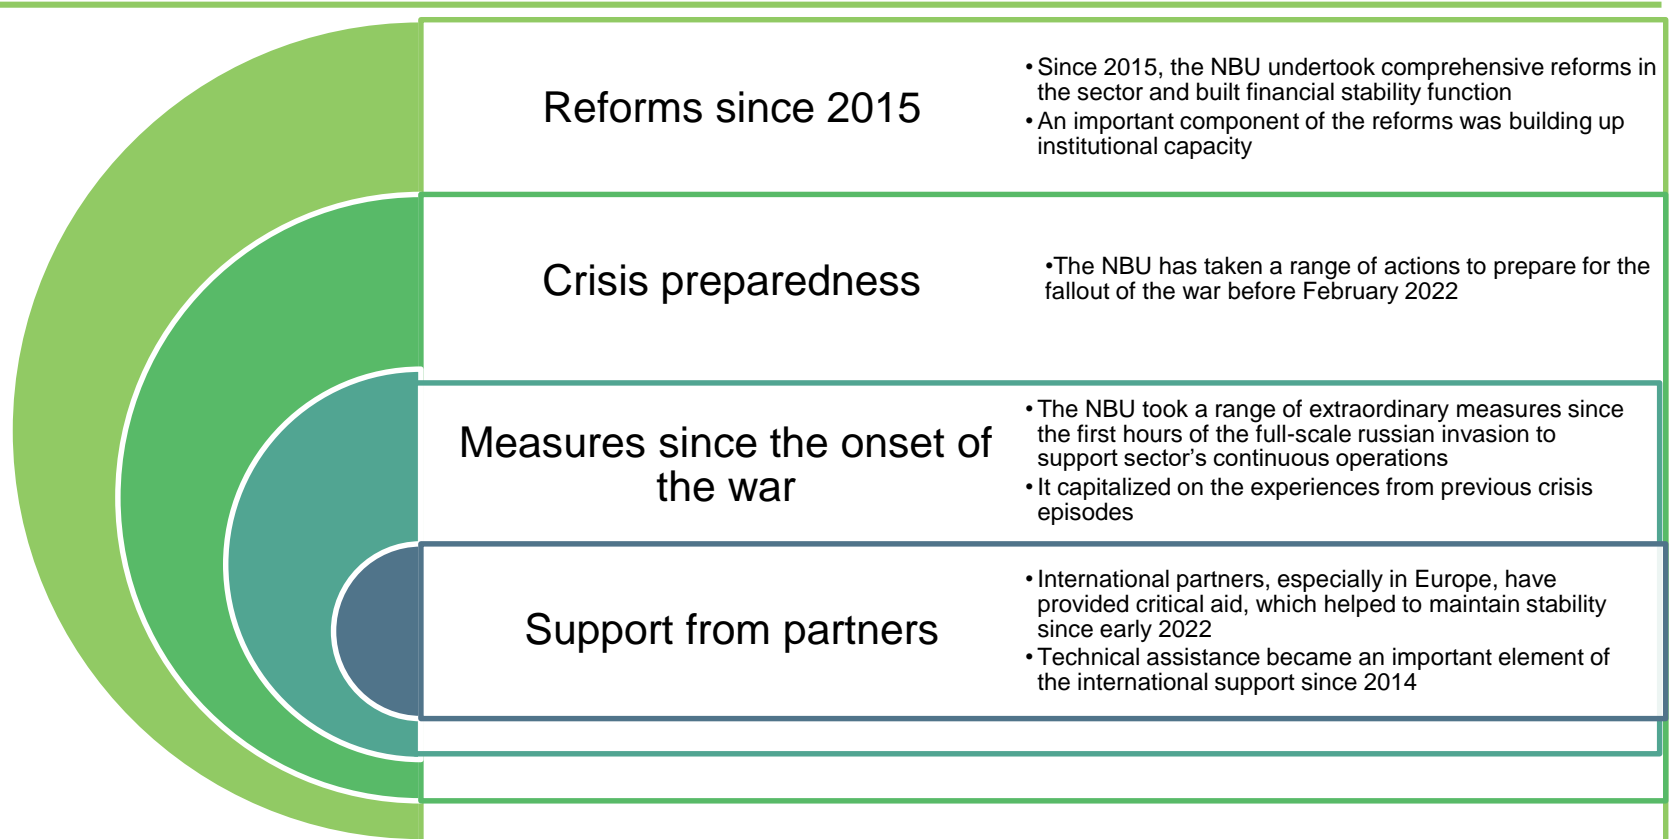 Reforms since 2015
• Since 2015, the NBU undertook comprehensive reforms in
the sector and built financial stability function
• An important component of the reforms was building up
institutional capacity
Crisis preparedness
•The NBU has taken a range of actions to prepare for the
fallout of the war before February 2022
Measures since the onset of
the war
• The NBU took a range of extraordinary measures since
the first hours of the full-scale russian invasion to
support sector’s continuous operations
• It capitalized on the experiences from previous crisis
episodes
Support from partners
• International partners, especially in Europe, have
provided critical aid, which helped to maintain stability
since early 2022
• Technical assistance became an important element of
the international support since 2014